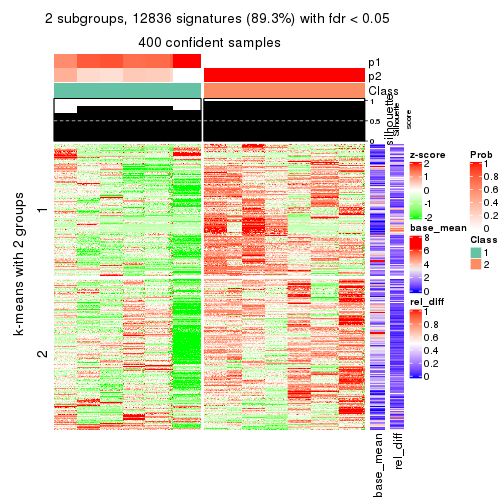 2 subgroups, 12836 signatures (89.3%) with fdr < 0.05
400 confident samples
p1
p2
Class
1
0.5
0
silhouette
Silhouette
score
k-means with 2 groups
1
2
base_mean
rel_diff
z-score
2
1
0
-1
-2
base_mean
8
6
4
2
0
rel_diff
1
0.8
0.6
0.4
0.2
0
Prob
1
0.8
0.6
0.4
0.2
0
Class
1
2